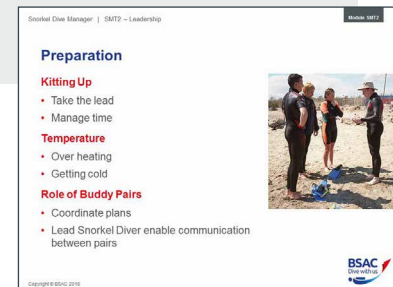 Snorkel Dive Manager | SMT2 – Leadership
Module SMT2
Preparation
Kitting Up
• Take the lead
• Manage time
Temperature
• Over heating
• Getting cold
Role of Buddy Pairs
• Coordinate plans
• Lead Snorkel Diver enable communication
between pairs
BSAC
Dive with us
Copyright © BSAC 2016